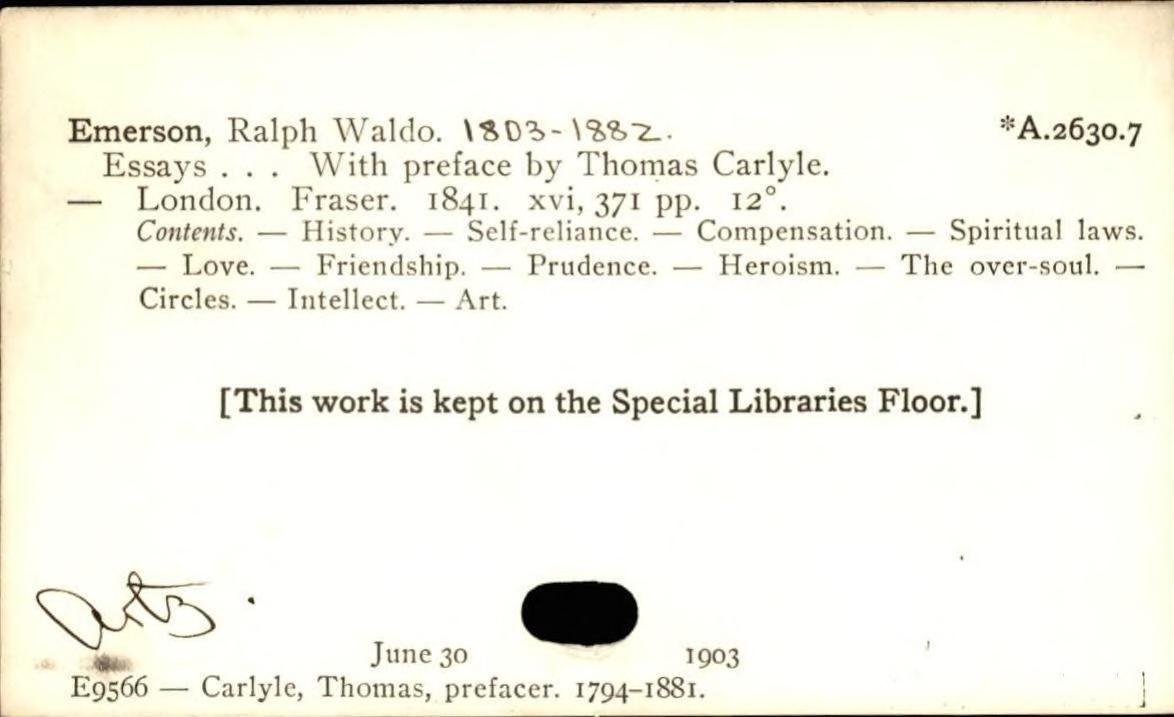 Emerson, Ralph Waldo. 1803-1882. *A.2630.7
Essays . . . With preface by Thomas Carlyle.
— London. Fraser. 1841. xvi, 371 pp. 12°.
Contents. — History. — Self-reliance. — Compensation. — Spiritual laws.
— Love. — Friendship. — Prudence. — Heroism. — The over-soul. —
Circles. — Intellect. — Art.
[This work is kept on the Special Libraries Floor.]
Artz.
June 30 1903
E9566 — Carlyle, Thomas, prefacer. 1794–1881.